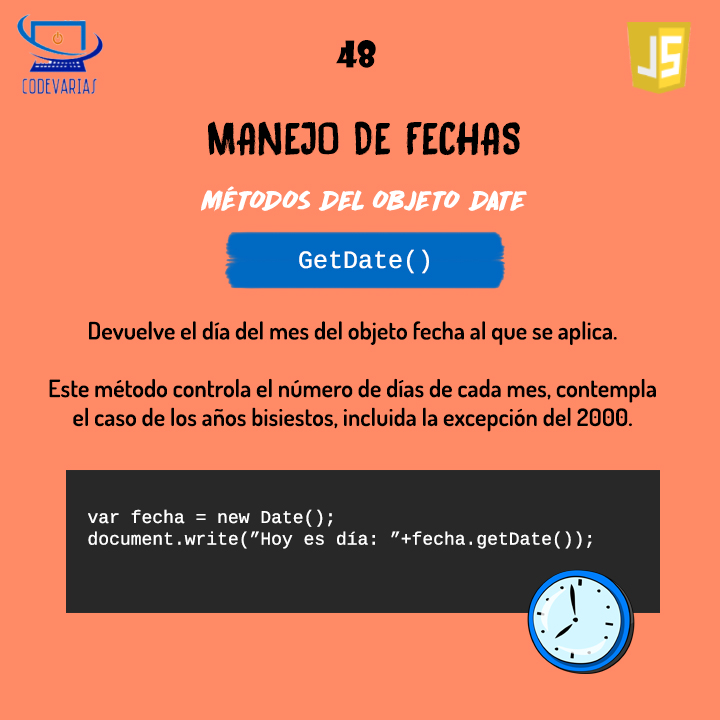 CODEVARIAS
48
JS
MANEJO DE FECHAS
MÉTODOS DEL OBJETO DATE
GetDate()
Devuelve el día del mes del objeto fecha al que se aplica.
Este método controla el número de días de cada mes, contempla
el caso de los años bisiestos, incluida la excepción del 2000.
var fecha = new Date();
document.write(”Hoy es día: ”+fecha.getDate());